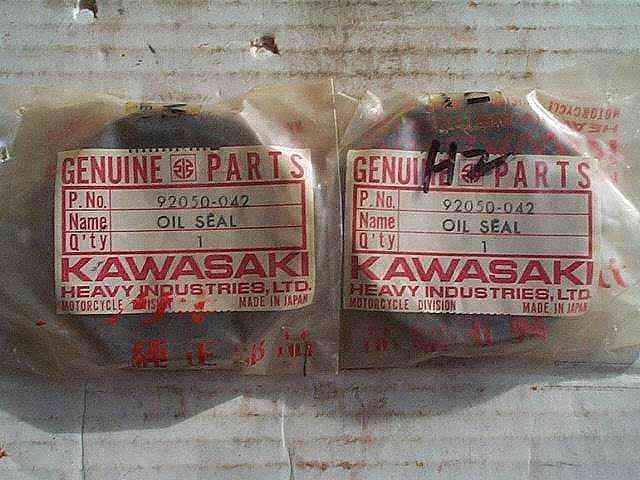 GENUINE PARTS
P. No. 92050-042
Name OIL SEAL
Q'ty 1
KAWASAKI
HEAVY INDUSTRIES, LTD.
MOTORCYCLE DIVISION MADE IN JAPAN
GENUINE PARTS
H2
P. No. 92050-042
Name OIL SEAL
Q'ty 1
KAWASAKI
HEAVY INDUSTRIES, LTD.
MOTORCYCLE DIVISION MADE IN JAPAN